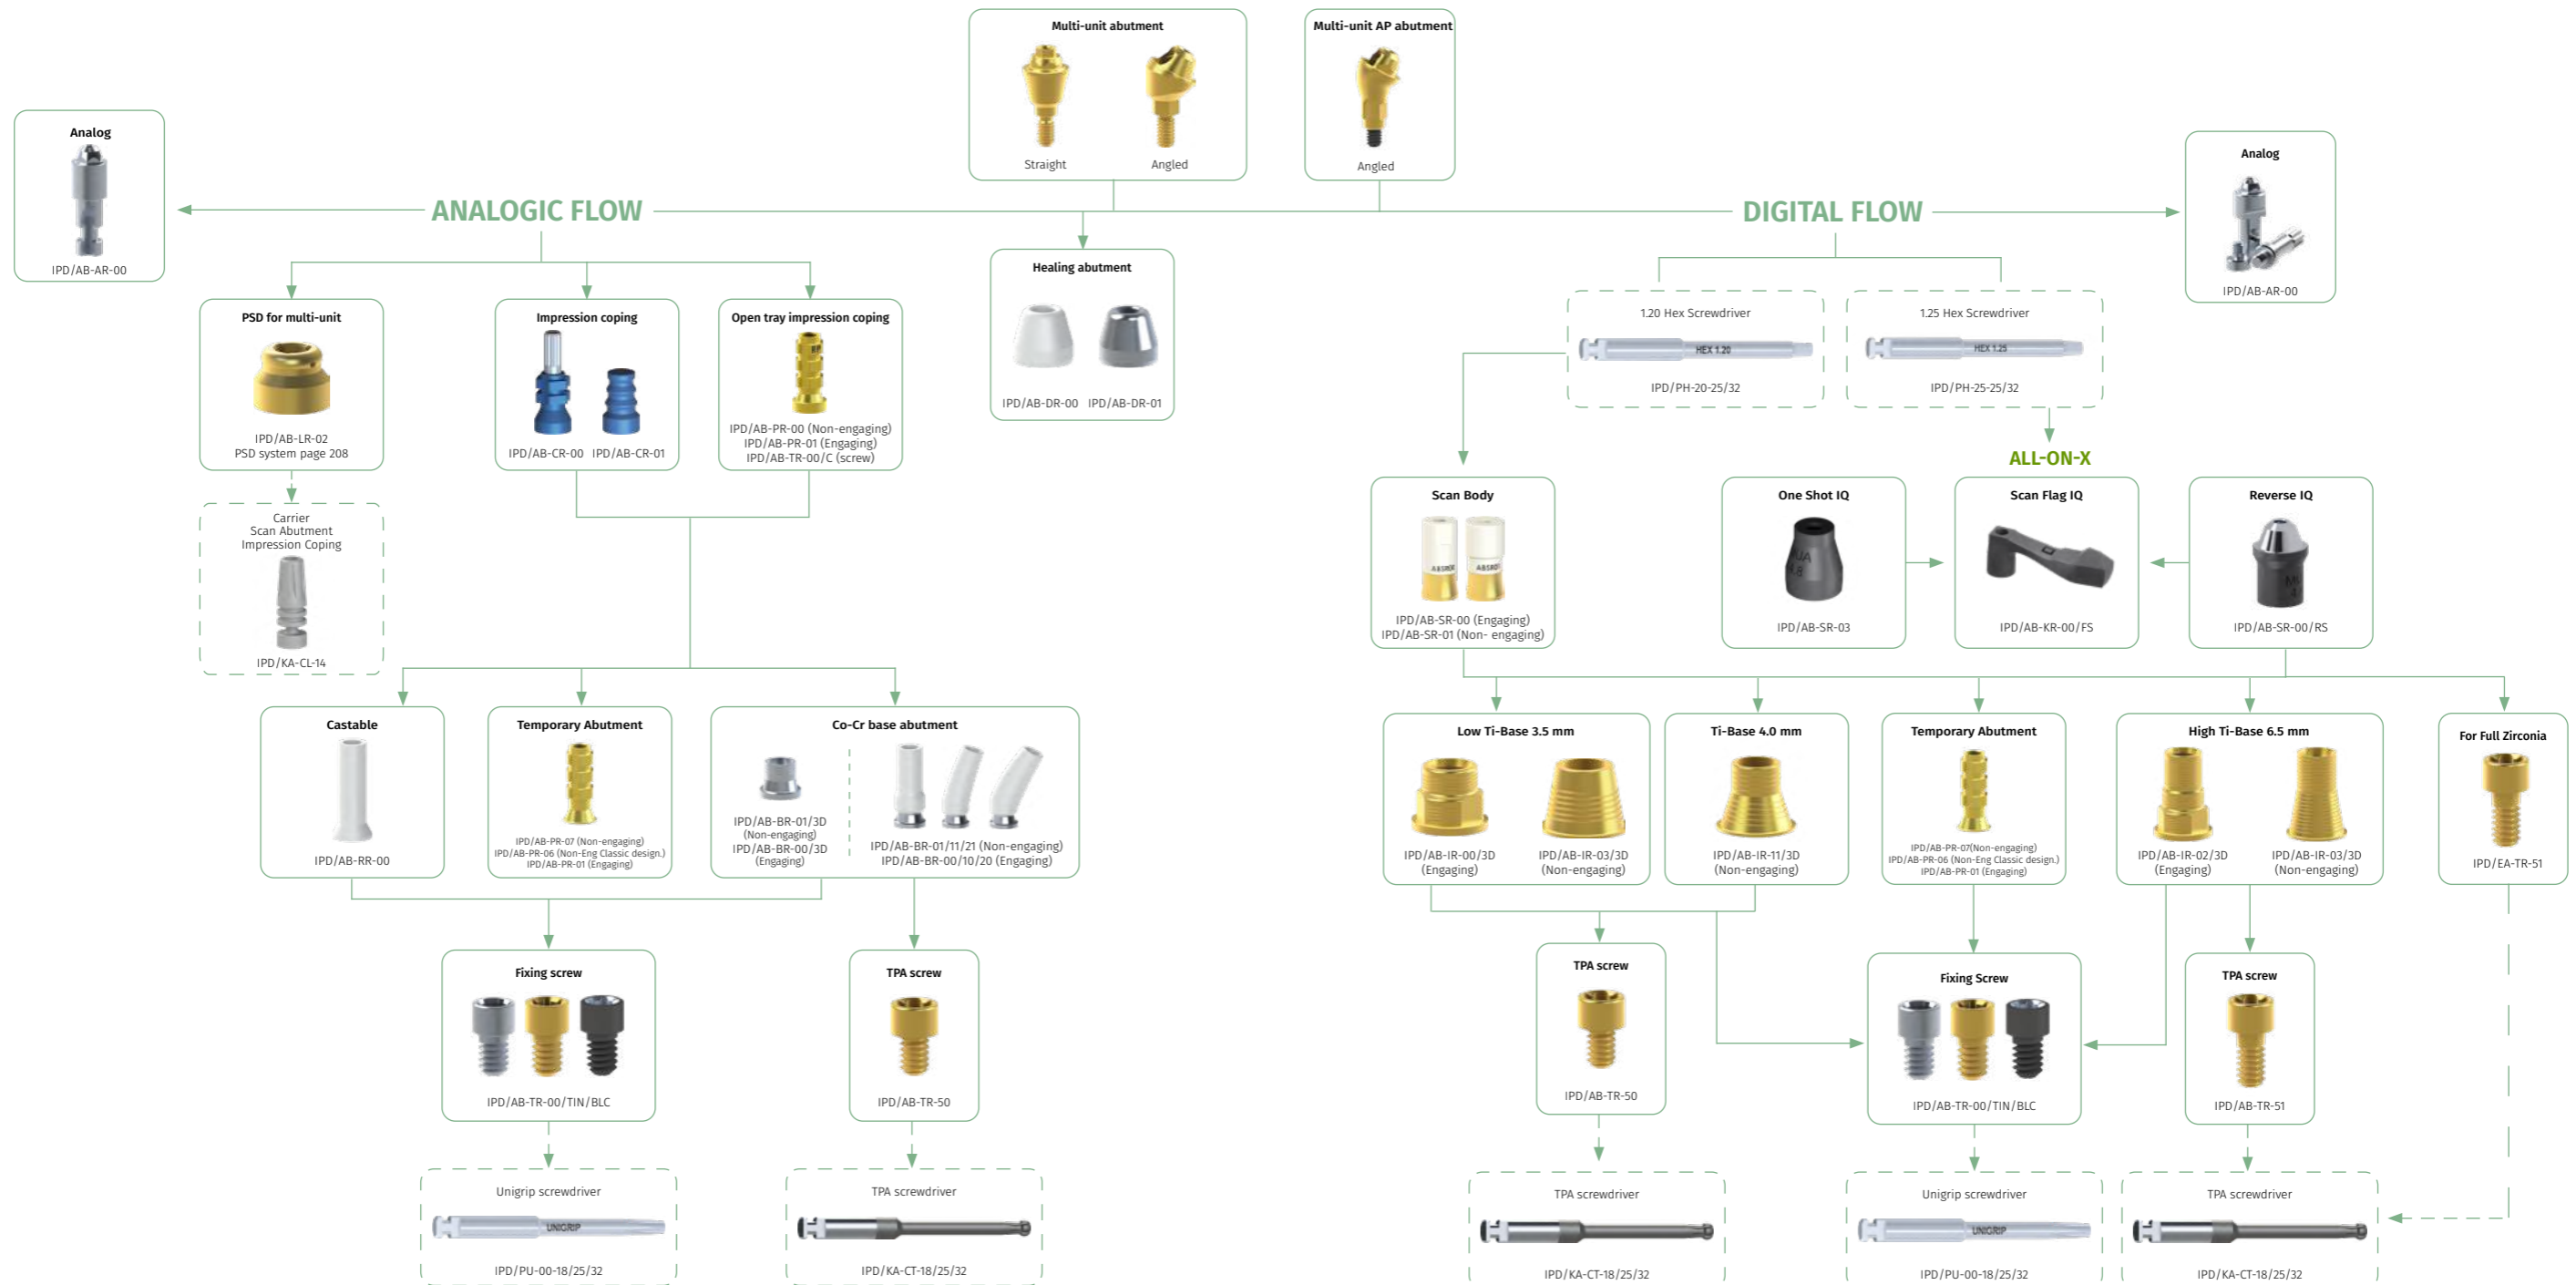 Multi-unit abutment
Straight
Angled
Multi-unit AP abutment
Angled
Analog
IPD/AB-AR-00
ANALOGIC FLOW
DIGITAL FLOW
Analog
IPD/AB-AR-00
Healing abutment
IPD/AB-DR-00
IPD/AB-DR-01
PSD for multi-unit
IPD/AB-LR-02
PSD system page 208
Impression coping
IPD/AB-CR-00
IPD/AB-CR-01
Open tray impression coping
IPD/AB-PR-00 (Non-engaging)
IPD/AB-PR-01 (Engaging)
IPD/AB-TR-00/C (screw)
1.20 Hex Screwdriver
HEX 1.20
IPD/PH-20-25/32
1.25 Hex Screwdriver
HEX 1.25
IPD/PH-25-25/32
ALL-ON-X
Carrier
Scan Abutment
Impression Coping
IPD/KA-CL-14
Scan Body
IPD/AB-SR-00 (Engaging)
IPD/AB-SR-01 (Non- engaging)
One Shot IQ
IPD/AB-SR-03
Scan Flag IQ
IPD/AB-KR-00/FS
Reverse IQ
IPD/AB-SR-00/RS
Castable
IPD/AB-RR-00
Temporary Abutment
IPD/AB-PR-07 (Non-engaging)
IPD/AB-PR-06 (Non-Eng Classic design.)
IPD/AB-PR-01 (Engaging)
Co-Cr base abutment
IPD/AB-BR-01/3D
(Non-engaging)
IPD/AB-BR-00/3D
(Engaging)
IPD/AB-BR-01/11/21 (Non-engaging)
IPD/AB-BR-00/10/20 (Engaging)
Low Ti-Base 3.5 mm
IPD/AB-IR-00/3D
(Engaging)
IPD/AB-IR-03/3D
(Non-engaging)
Ti-Base 4.0 mm
IPD/AB-IR-11/3D
(Non-engaging)
Temporary Abutment
IPD/AB-PR-07(Non-engaging)
IPD/AB-PR-06 (Non-Eng Classic design.)
IPD/AB-PR-01 (Engaging)
High Ti-Base 6.5 mm
IPD/AB-IR-02/3D
(Engaging)
IPD/AB-IR-03/3D
(Non-engaging)
For Full Zirconia
IPD/EA-TR-51
Fixing screw
IPD/AB-TR-00/TIN/BLC
TPA screw
IPD/AB-TR-50
TPA screw
IPD/AB-TR-50
Fixing Screw
IPD/AB-TR-00/TIN/BLC
TPA screw
IPD/AB-TR-51
Unigrip screwdriver
UNIGRIP
IPD/PU-00-18/25/32
TPA screwdriver
IPD/KA-CT-18/25/32
TPA screwdriver
IPD/KA-CT-18/25/32
Unigrip screwdriver
UNIGRIP
IPD/PU-00-18/25/32
TPA screwdriver
IPD/KA-CT-18/25/32